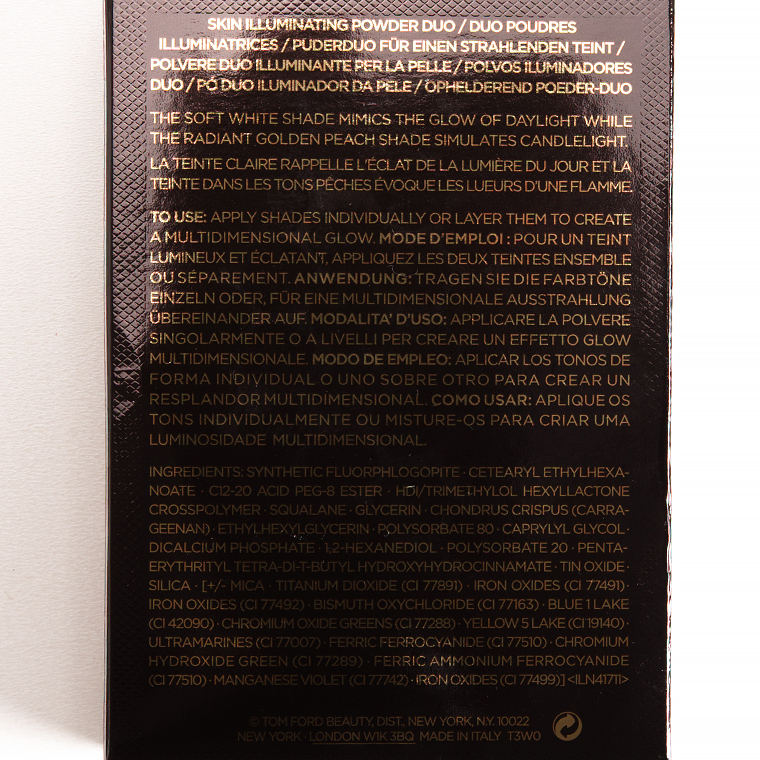 SKIN ILLUMINATING POWDER DUO / DUO POUDRES
ILLUMINATRICES / PUDERDUO FÜR EINEN STRAHLENDEN TEINT /
POLVERE DUO ILLUMINANTE PER LA PELLE / POLVOS ILUMINADORES
DUO / PÓ DUO ILUMINADOR DA PELE / OPHELDEREND POEDER-DUO
THE SOFT WHITE SHADE MIMICS THE GLOW OF DAYLIGHT WHILE
THE RADIANT GOLDEN PEACH SHADE SIMULATES CANDLELIGHT.
LA TEINTE CLAIRE RAPPELLE L'ÉCLAT DE LA LUMIÈRE DU JOUR ET LA
TEINTE DANS LES TONS PÊCHES ÉVOQUE LES LUEURS D'UNE FLAMME.
TO USE: APPLY SHADES INDIVIDUALLY OR LAYER THEM TO CREATE
A MULTIDIMENSIONAL GLOW. MODE D'EMPLOI : POUR UN TEINT
LUMINEUX ET ÉCLATANT, APPLIQUEZ LES DEUX TEINTES ENSEMBLE
OU SÉPAREMENT. ANWENDUNG: TRAGEN SIE DIE FARBTÖNE
EINZELN ODER, FÜR EINE MULTIDIMENSIONALE AUSSTRAHLUNG
ÜBEREINANDER AUF. MODALITA' D'USO: APPLICARE LA POLVERE
SINGOLARMENTE O A LIVELLI PER CREARE UN EFFETTO GLOW
MULTIDIMENSIONALE. MODO DE EMPLEO: APLICAR LOS TONOS DE
FORMA INDIVIDUAL O UNO SOBRE OTRO PARA CREAR UN
RESPLANDOR MULTIDIMENSIONAL. COMO USAR: APLIQUE OS
TONS INDIVIDUALMENTE OU MISTURE-OS PARA CRIAR UMA
LUMINOSIDADE MULTIDIMENSIONAL.
INGREDIENTS: SYNTHETIC FLUORPHLOGOPITE · CETEARYL ETHYLHEXA-
NOATE · C12-20 ACID PEG-8 ESTER · HDI/TRIMETHYLOL HEXYLLACTONE
CROSSPOLYMER · SQUALANE · GLYCERIN · CHONDRUS CRISPUS (CARRA-
GEENAN) · ETHYLHEXYLGLYCERIN · POLYSORBATE 80 · CAPRYLYL GLYCOL ·
DICALCIUM PHOSPHATE · 1,2-HEXANEDIOL · POLYSORBATE 20 · PENTA-
ERYTHRITYL TETRA-DI-T-BUTYL HYDROXYHYDROCINNAMATE · TIN OXIDE ·
SILICA · [+/- MICA · TITANIUM DIOXIDE (CI 77891) · IRON OXIDES (CI 77491) ·
IRON OXIDES (CI 77492) · BISMUTH OXYCHLORIDE (CI 77163) · BLUE 1 LAKE
(CI 42090) · CHROMIUM OXIDE GREENS (CI 77288) · YELLOW 5 LAKE (CI 19140) ·
ULTRAMARINES (CI 77007) · FERRIC FERROCYANIDE (CI 77510) · CHROMIUM
HYDROXIDE GREEN (CI 77289) · FERRIC AMMONIUM FERROCYANIDE
(CI 77510) · MANGANESE VIOLET (CI 77742) · IRON OXIDES (CI 77499)] <ILN41711>
© TOM FORD BEAUTY, DIST., NEW YORK, N.Y. 10022
NEW YORK · LONDON W1K 3BQ MADE IN ITALY T3W0